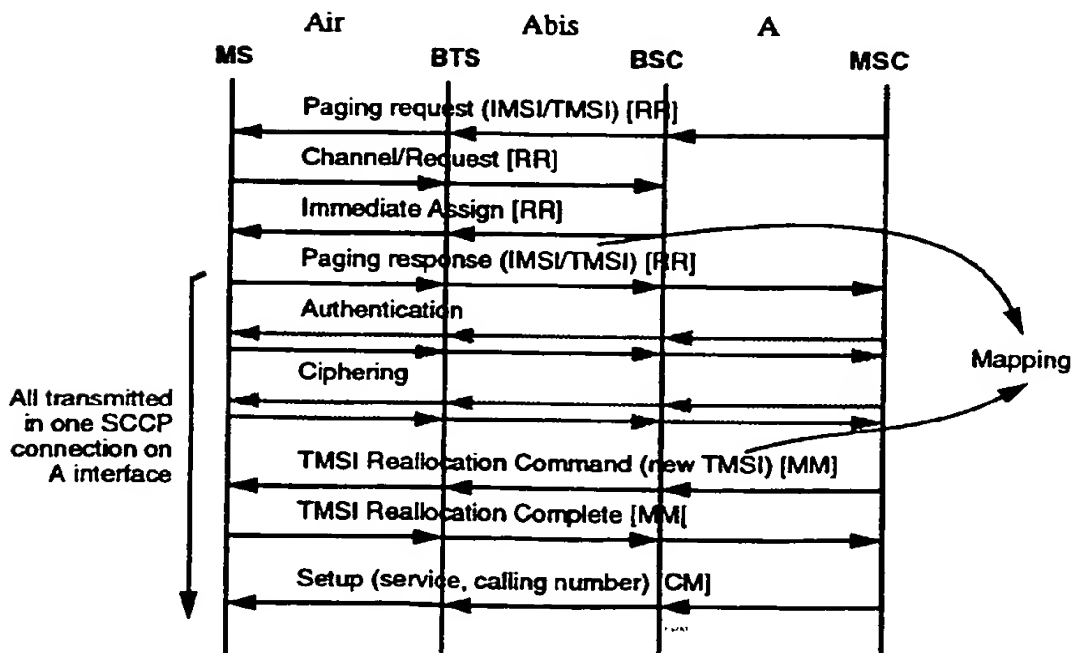 Air Abis A
MS BTS BSC MSC
Paging request (IMSI/TMSI) [RR]
Channel/Request [RR]
Immediate Assign [RR]
Paging response (IMSI/TMSI) [RR]
Authentication
Mapping
Ciphering
All transmitted
in one SCCP
connection on
A interface
TMSI Reallocation Command (new TMSI) [MM]
TMSI Reallocation Complete [MM[
Setup (service, calling number) [CM]